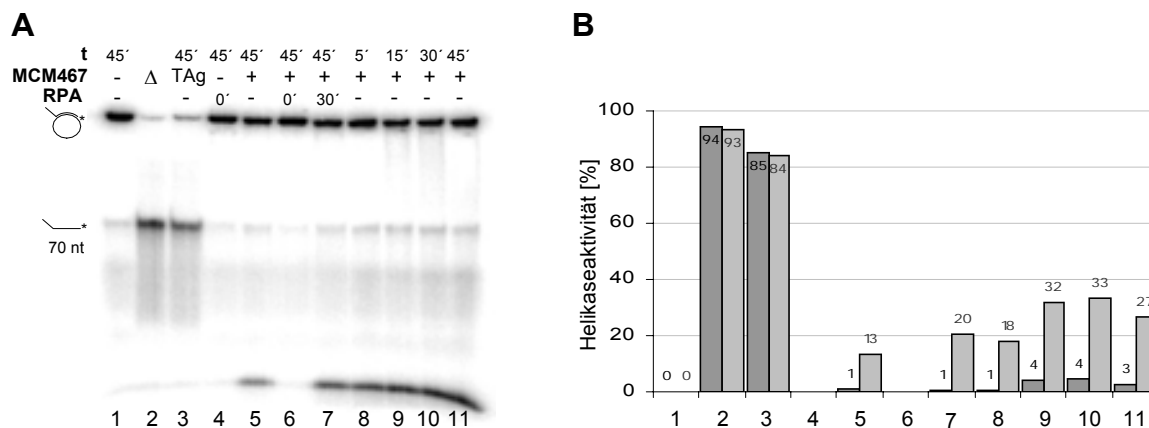 A
t 45´ 45´ 45´ 45´ 45´ 45´ 5´ 15´ 30´ 45´
MCM467 - Δ TAg - + + + + + + +
RPA - - 0´ - 0´ 30´ - - - -
*
*
70 nt
1 2 3 4 5 6 7 8 9 10 11
B
Helikaseaktivität [%]
100
80
60
40
20
0
0 0 94 93 85 84 1 13 1 20 1 18 4 32 4 33 3 27
1 2 3 4 5 6 7 8 9 10 11